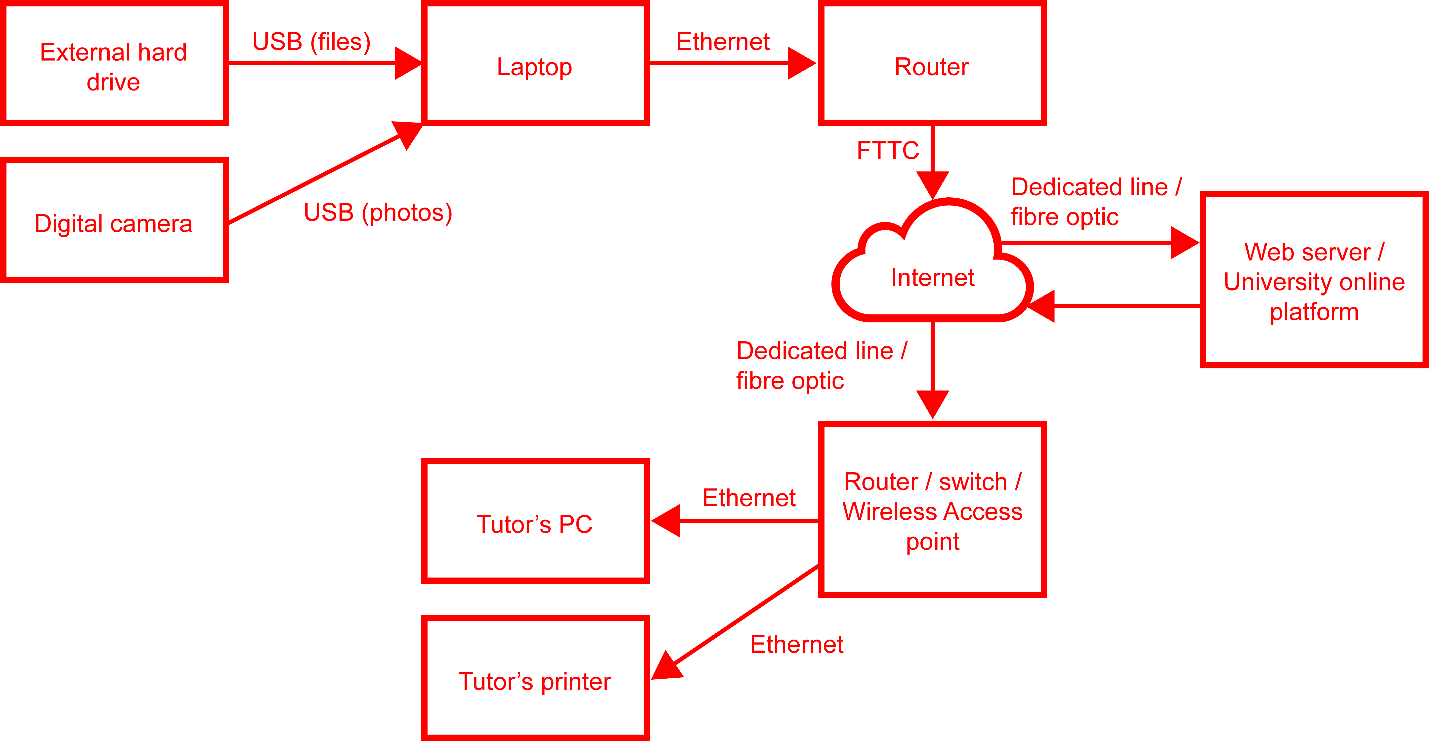 External hard
drive
USB (files)
Laptop
Ethernet
Router
Digital camera
USB (photos)
FTTC
Dedicated line /
fibre optic
Internet
Web server /
University online
platform
Dedicated line /
fibre optic
Router / switch /
Wireless Access
point
Ethernet
Tutor’s PC
Ethernet
Tutor’s printer